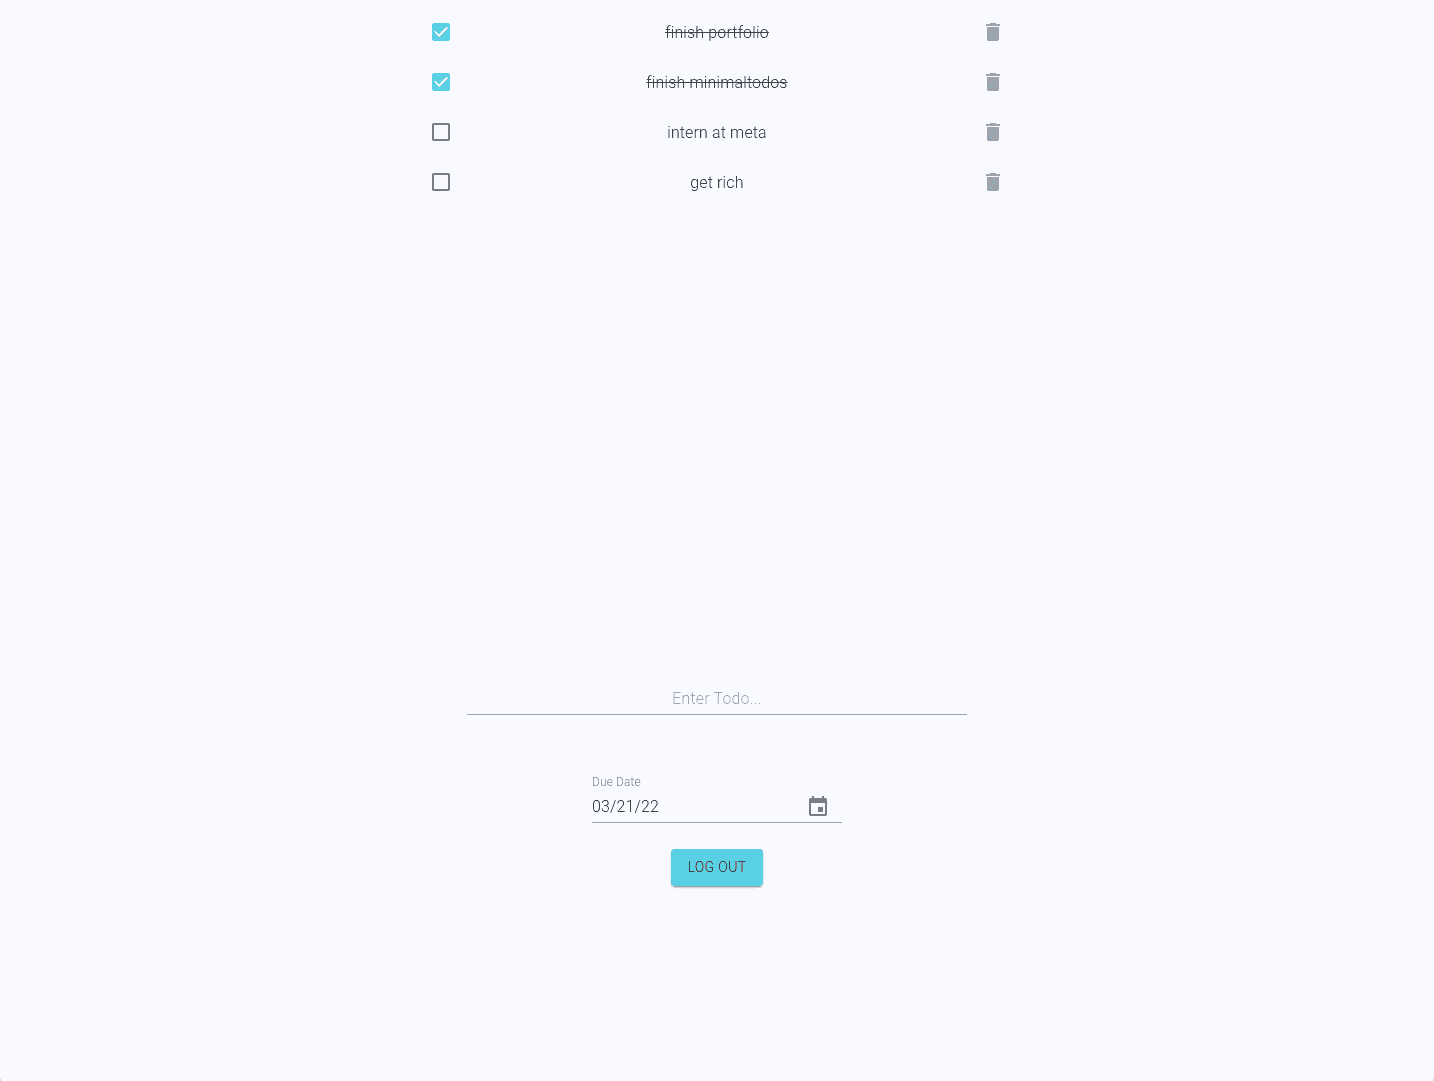 finish portfolio
finish minimaltodos
intern at meta
get rich
Enter Todo...
Due Date
03/21/22
LOG OUT